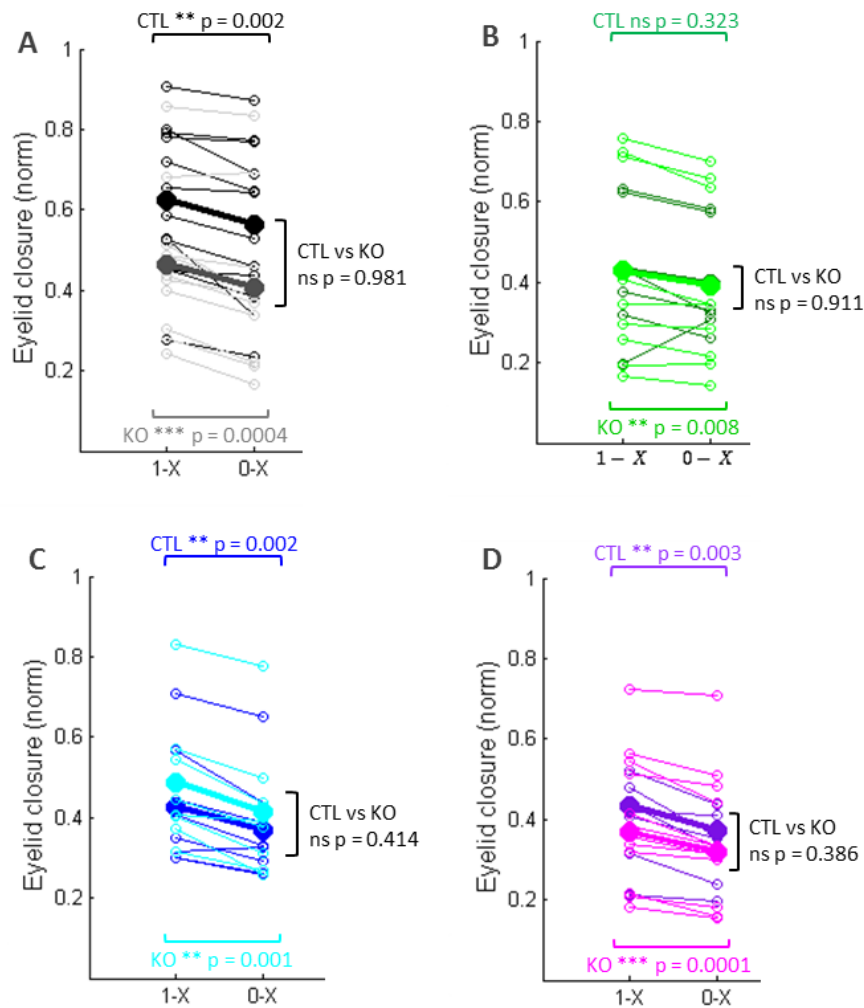 A
CTL ** p = 0.002
Eyelid closure (norm)
1
0.8
0.6
0.4
0.2
CTL vs KO
ns p = 0.981
KO *** p = 0.0004
1-X 0-X
B
CTL ns p = 0.323
Eyelid closure (norm)
1
0.8
0.6
0.4
0.2
CTL vs KO
ns p = 0.911
KO ** p = 0.008
1 − X 0 − X
C
CTL ** p = 0.002
Eyelid closure (norm)
1
0.8
0.6
0.4
0.2
CTL vs KO
ns p = 0.414
KO ** p = 0.001
1-X 0-X
D
CTL ** p = 0.003
Eyelid closure (norm)
1
0.8
0.6
0.4
0.2
CTL vs KO
ns p = 0.386
KO *** p = 0.0001
1-X 0-X